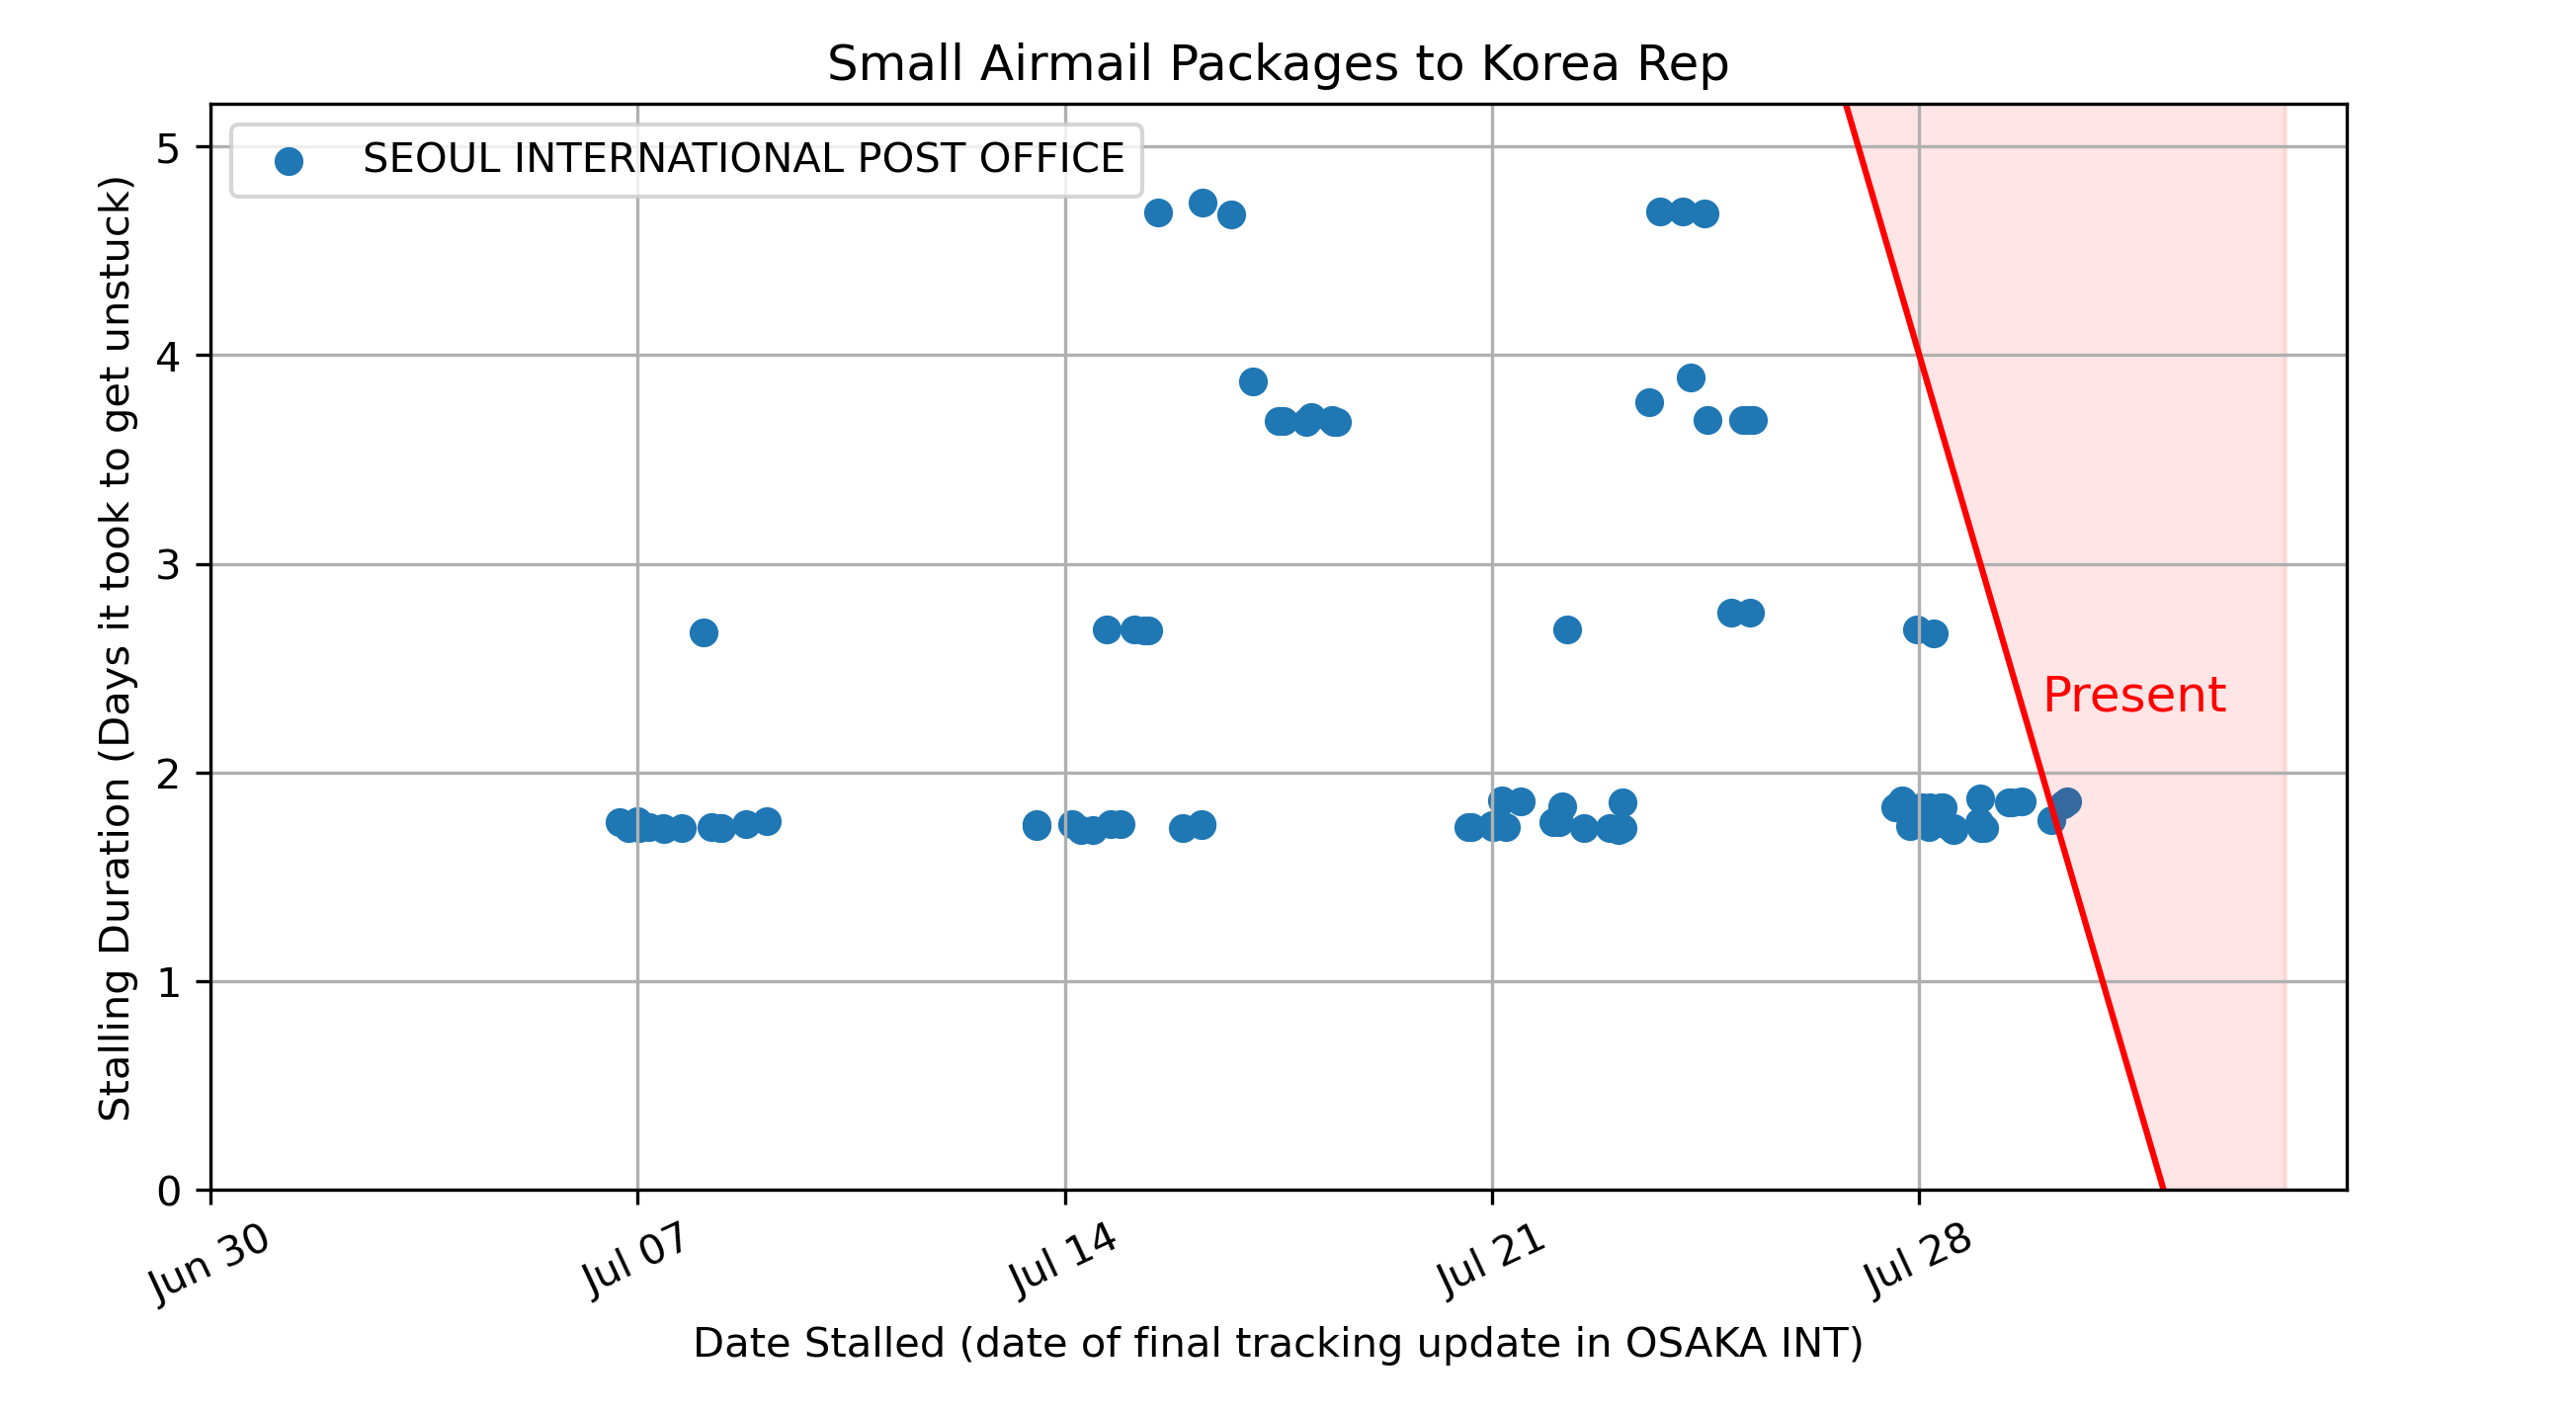 Small Airmail Packages to Korea Rep
SEOUL INTERNATIONAL POST OFFICE
Stalling Duration (Days it took to get unstuck)
5
4
3
2
1
0
Present
Jun 30
Jul 07
Jul 14
Jul 21
Jul 28
Date Stalled (date of final tracking update in OSAKA INT)